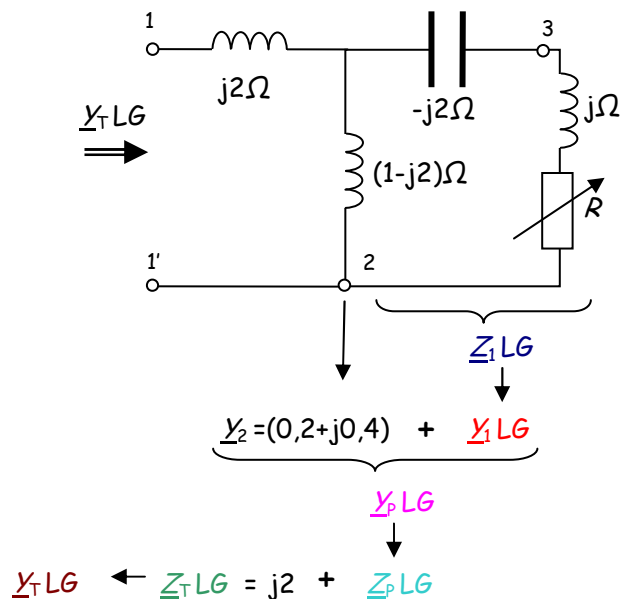 1
3
j2Ω
-j2Ω
jΩ
Y_T LG
(1-j2)Ω
R
1'
2
Z_1 LG
Y_2 =(0,2+j0,4) + Y_1 LG
Y_P LG
Y_T LG ← Z_T LG = j2 + Z_P LG